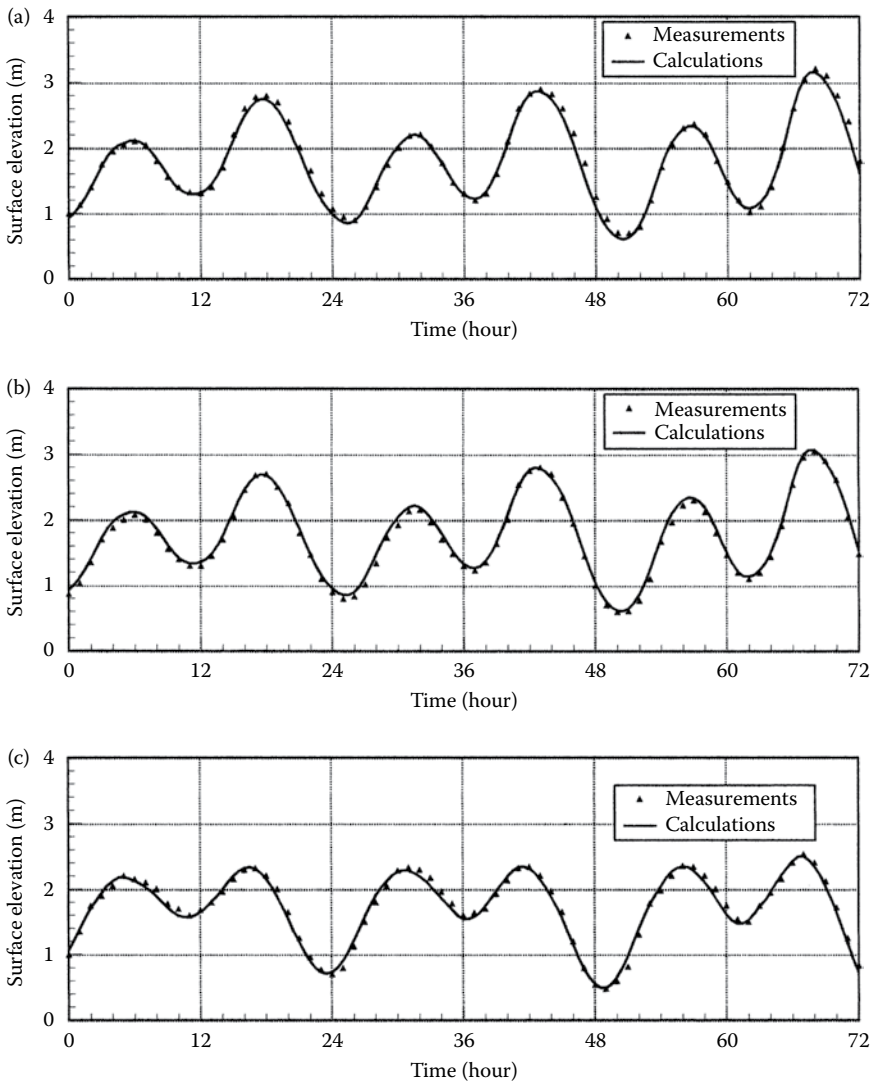 (a)
4
3
2
1
0
Surface elevation (m)
Measurements
Calculations
0 12 24 36 48 60 72
Time (hour)
(b)
4
3
2
1
0
Surface elevation (m)
Measurements
Calculations
0 12 24 36 48 60 72
Time (hour)
(c)
4
3
2
1
0
Surface elevation (m)
Measurements
Calculations
0 12 24 36 48 60 72
Time (hour)